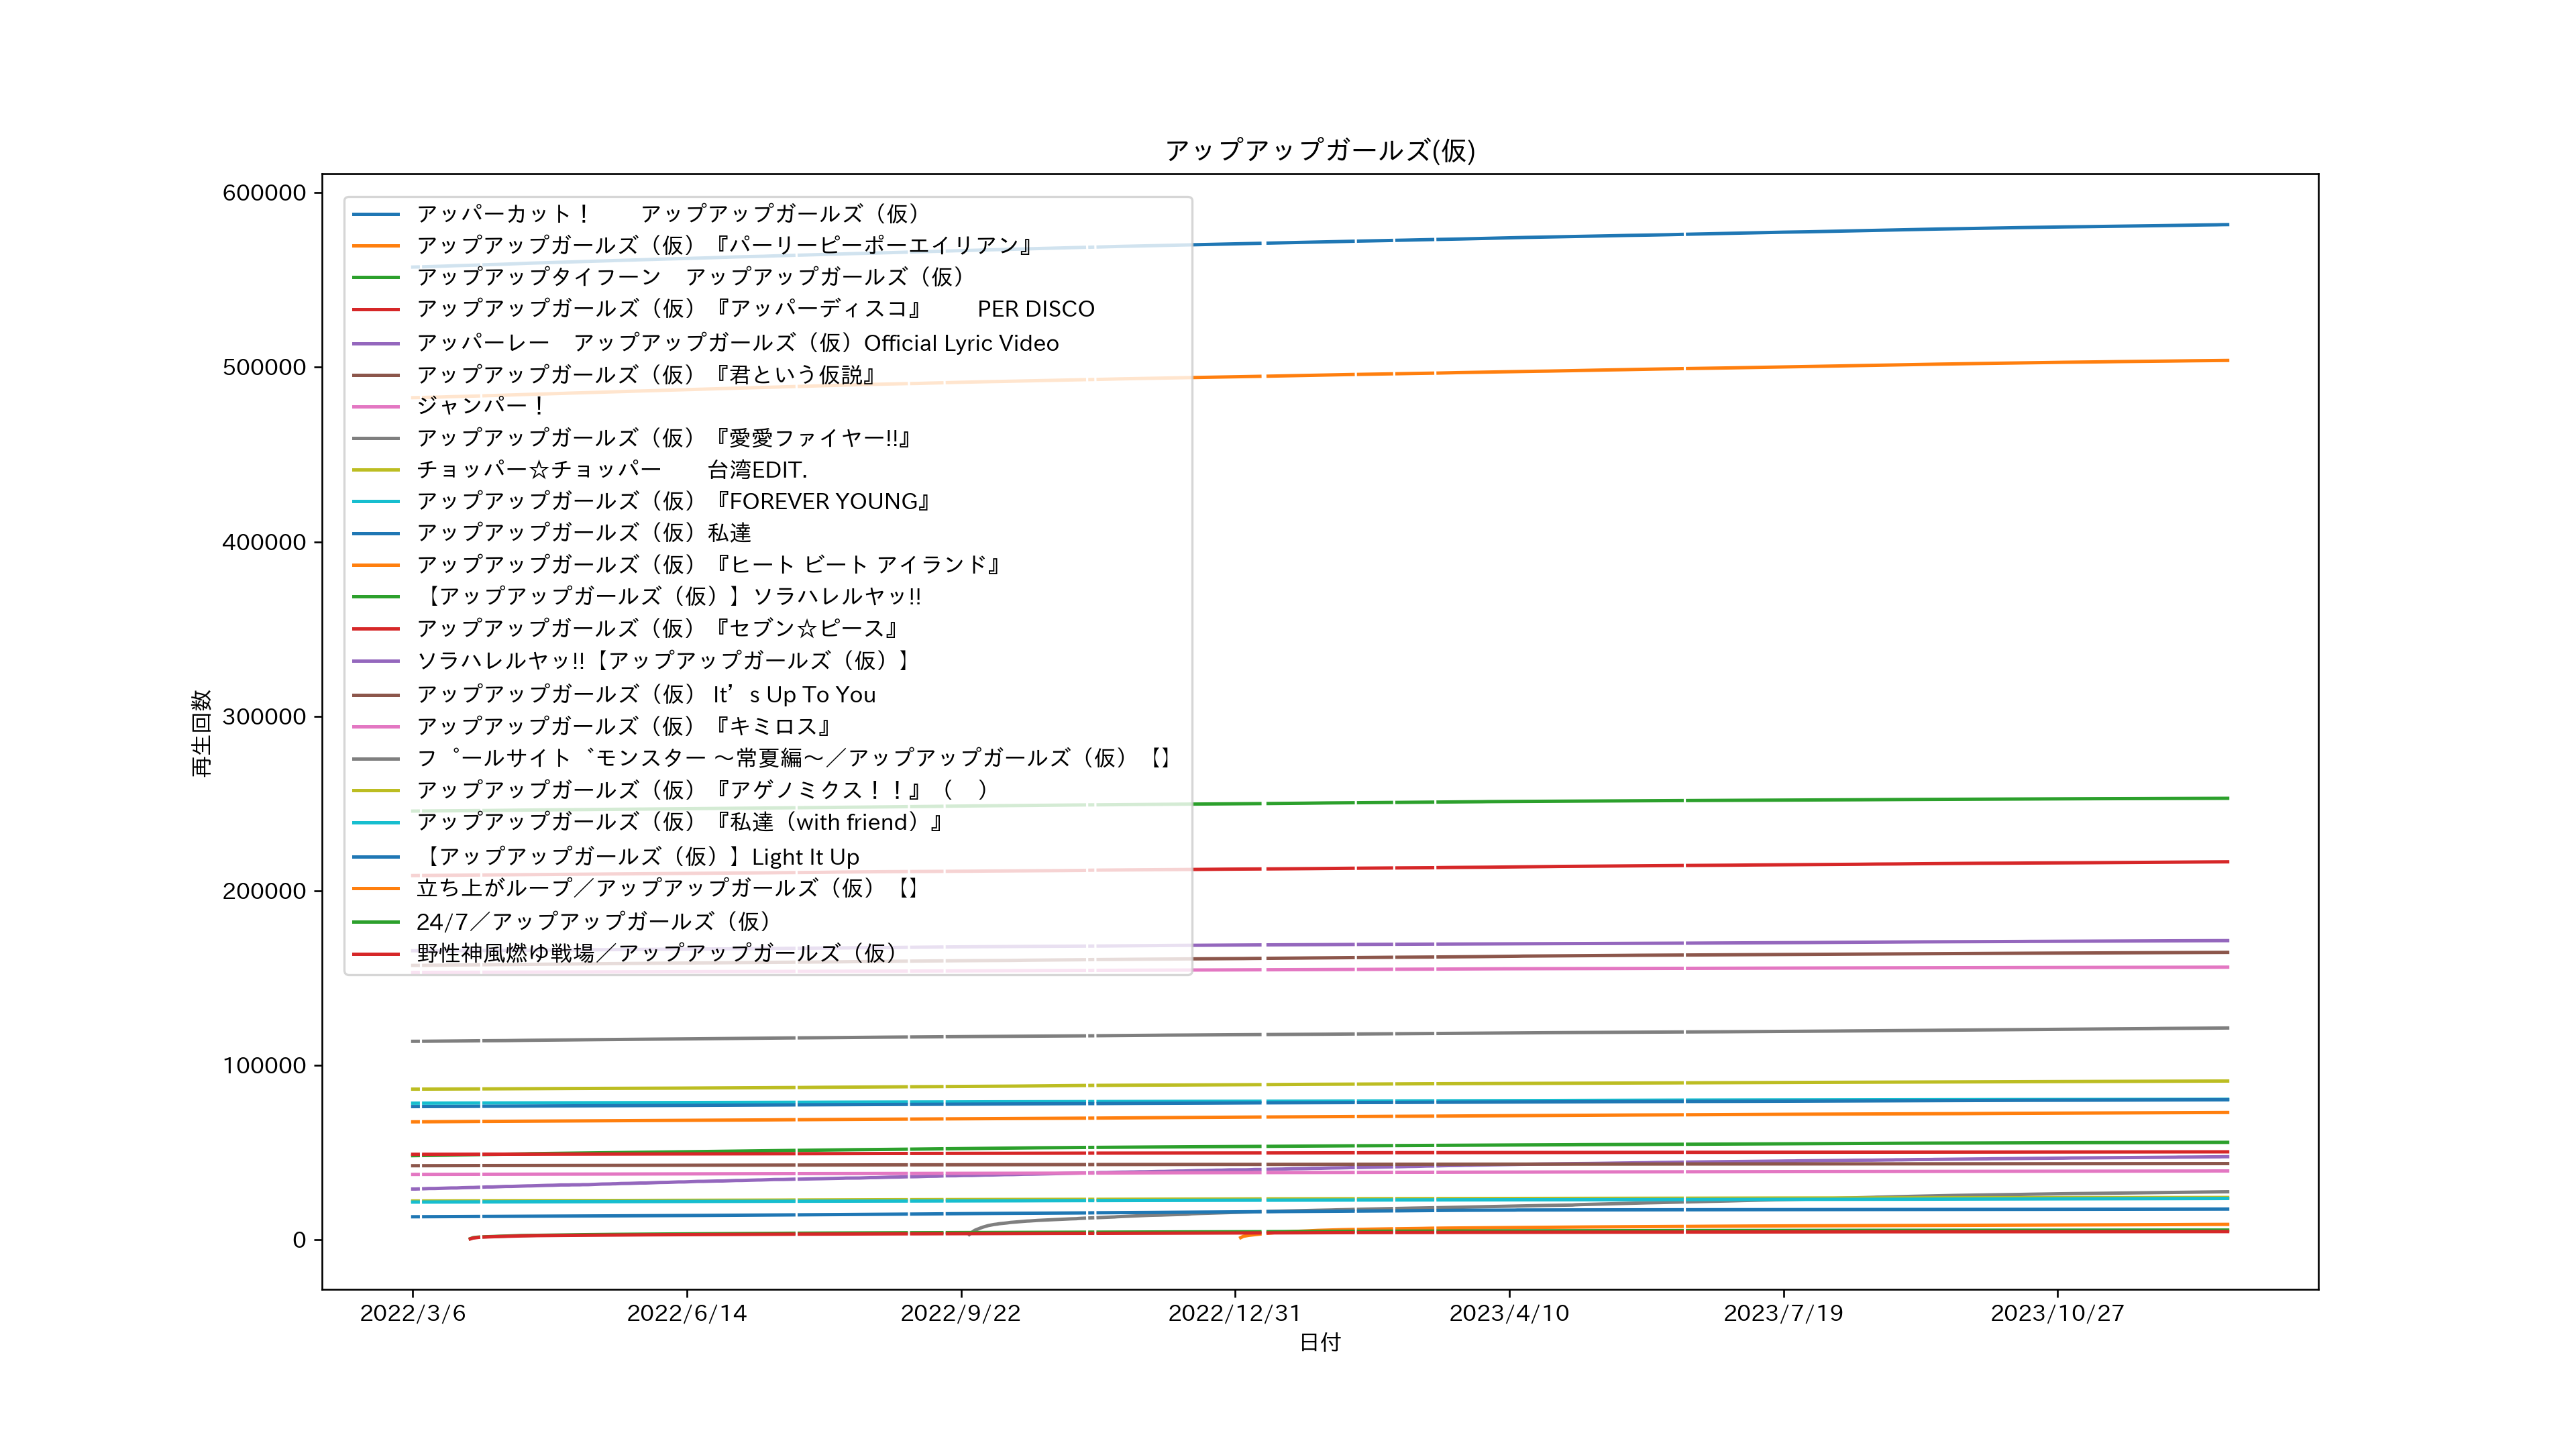 アップアップガールズ(仮)
600000
500000
400000
300000
200000
100000
0
再生回数
アッパーカット！　　アップアップガールズ（仮）
アップアップガールズ（仮）『パーリーピーポーエイリアン』
アップアップタイフーン　アップアップガールズ（仮）
アップアップガールズ（仮）『アッパーディスコ』　　PER DISCO
アッパーレー　アップアップガールズ（仮）Official Lyric Video
アップアップガールズ（仮）『君という仮説』
ジャンパー！
アップアップガールズ（仮）『愛愛ファイヤー!!』
チョッパー☆チョッパー　　台湾EDIT.
アップアップガールズ（仮）『FOREVER YOUNG』
アップアップガールズ（仮）私達
アップアップガールズ（仮）『ヒート ビート アイランド』
【アップアップガールズ（仮）】ソラハレルヤッ!!
アップアップガールズ（仮）『セブン☆ピース』
ソラハレルヤッ!!【アップアップガールズ（仮）】
アップアップガールズ（仮） It’s Up To You
アップアップガールズ（仮）『キミロス』
フ゜ールサイト゛モンスター 〜常夏編〜／アップアップガールズ（仮）【】
アップアップガールズ（仮）『アゲノミクス！！』（　）
アップアップガールズ（仮）『私達（with friend）』
【アップアップガールズ（仮）】Light It Up
立ち上がループ／アップアップガールズ（仮）【】
24/7／アップアップガールズ（仮）
野性神風燃ゆ戦場／アップアップガールズ（仮）
2022/3/6
2022/6/14
2022/9/22
2022/12/31
2023/4/10
2023/7/19
2023/10/27
日付